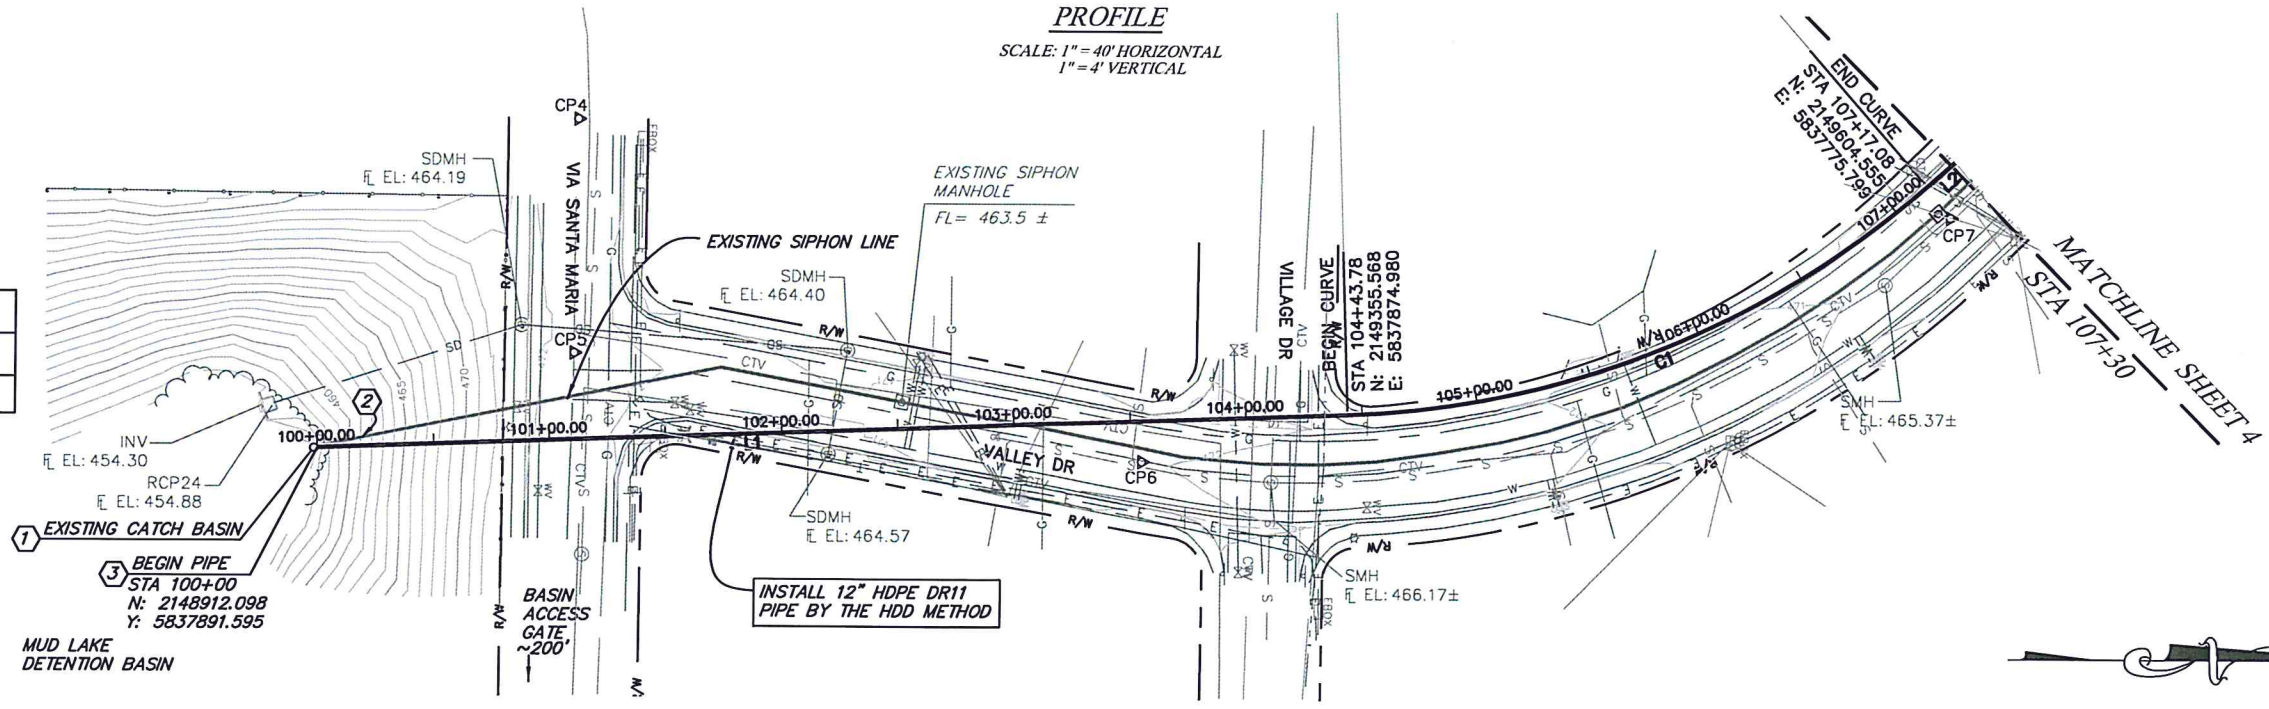 PROFILE
SCALE: 1" = 40' HORIZONTAL
1" = 4' VERTICAL
CP4
VIA SANTA MARIA
EBOX
SDMH
FL EL: 464.19
EXISTING SIPHON
MANHOLE
FL= 463.5 ±
EXISTING SIPHON LINE
SDMH
FL EL: 464.40
R/W
CP5
SD
CTV
VILLAGE DR
BEGIN CURVE
STA 104+43.78
N: 2149355.568
E: 5837874.980
END CURVE
STA 107+17.08
N: 2149604.555
E: 5837775.799
L2
CP7
MATCHLINE SHEET 4
STA 107+30
460
465
470
2
100+00.00
101+00.00
102+00.00
103+00.00
104+00.00
105+00.00
106+00.00
107+00.00
L1
C1
R/W
VALLEY DR
CP6
INV
FL EL: 454.30
RCP24
FL EL: 454.88
1 EXISTING CATCH BASIN
3 BEGIN PIPE
STA 100+00
N: 2148912.098
Y: 5837891.595
MUD LAKE
DETENTION BASIN
BASIN
ACCESS
GATE
~200'
SDMH
FL EL: 464.57
INSTALL 12" HDPE DR11
PIPE BY THE HDD METHOD
SMH
FL EL: 466.17±
SMH
FL EL: 465.37±
EBOX